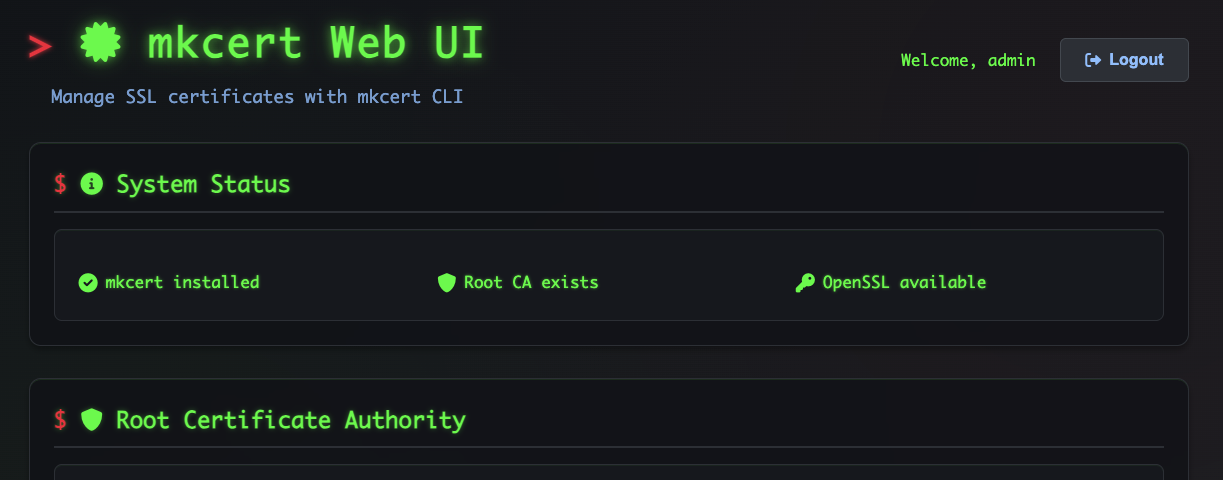 > mkcert Web UI
Manage SSL certificates with mkcert CLI
Welcome, admin
Logout
$ System Status
mkcert installed
Root CA exists
OpenSSL available
$ Root Certificate Authority